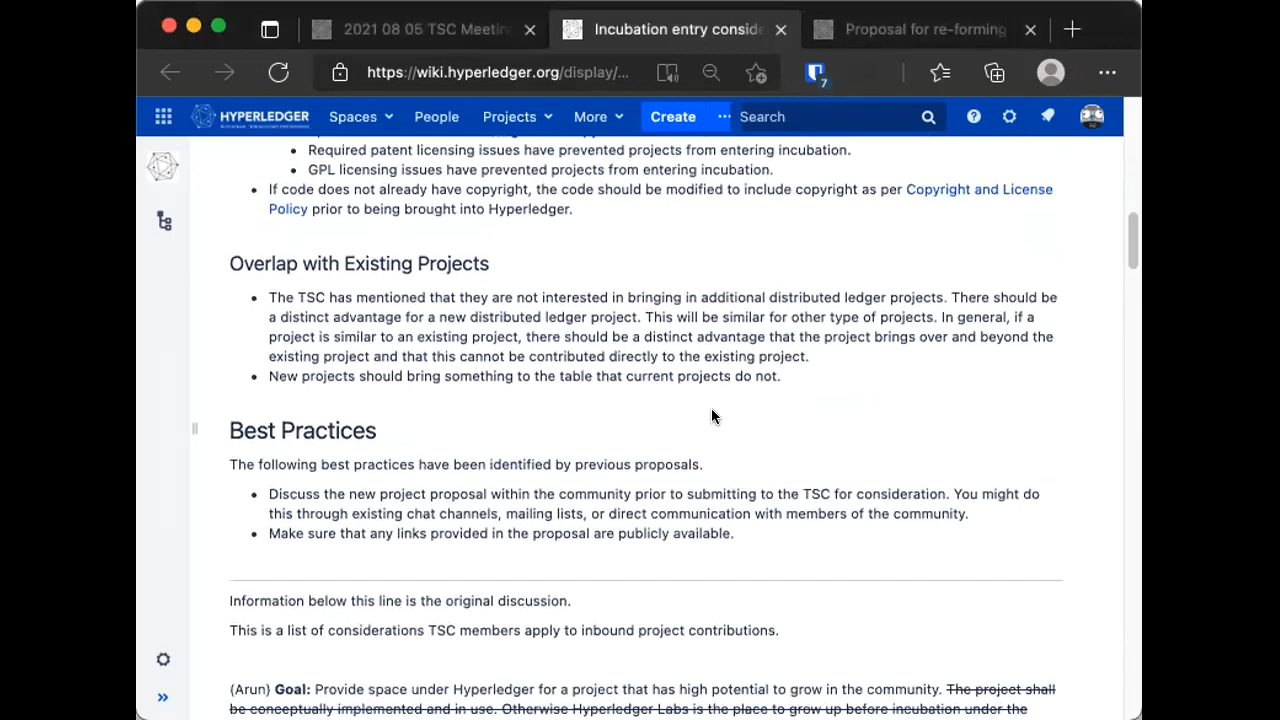 2021 08 05 TSC Meetin
Incubation entry conside
Proposal for re-forming
https://wiki.hyperledger.org/display/...
7
HYPERLEDGER
Spaces
People
Projects
More
Create
Search
Required patent licensing issues have prevented projects from entering incubation.
GPL licensing issues have prevented projects from entering incubation.
If code does not already have copyright, the code should be modified to include copyright as per Copyright and License
Policy prior to being brought into Hyperledger.
Overlap with Existing Projects
The TSC has mentioned that they are not interested in bringing in additional distributed ledger projects. There should be
a distinct advantage for a new distributed ledger project. This will be similar for other type of projects. In general, if a
project is similar to an existing project, there should be a distinct advantage that the project brings over and beyond the
existing project and that this cannot be contributed directly to the existing project.
New projects should bring something to the table that current projects do not.
Best Practices
The following best practices have been identified by previous proposals.
Discuss the new project proposal within the community prior to submitting to the TSC for consideration. You might do
this through existing chat channels, mailing lists, or direct communication with members of the community.
Make sure that any links provided in the proposal are publicly available.
Information below this line is the original discussion.
This is a list of considerations TSC members apply to inbound project contributions.
(Arun) Goal: Provide space under Hyperledger for a project that has high potential to grow in the community. The project shall
be conceptually implemented and in use. Otherwise Hyperledger Labs is the place to grow up before incubation under the